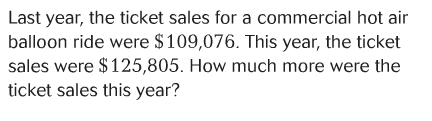 Last year, the ticket sales for a commercial hot air
balloon ride were $109,076. This year, the ticket
sales were $125,805. How much more were the
ticket sales this year?